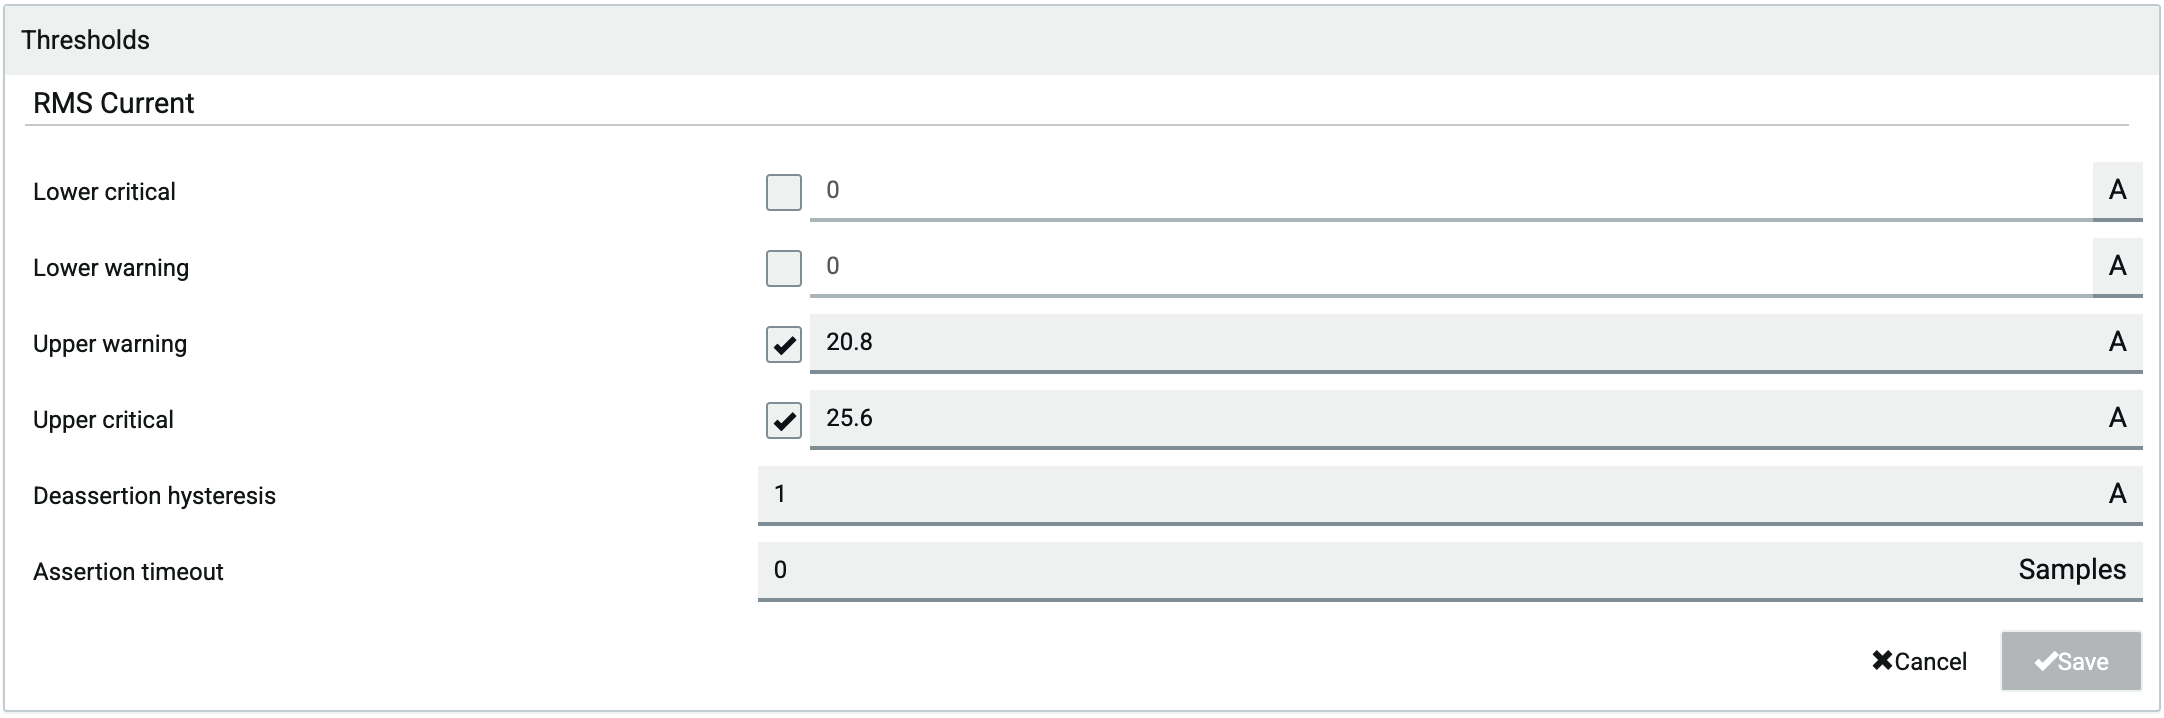 Thresholds
RMS Current
Lower critical 0 A
Lower warning 0 A
Upper warning 20.8 A
Upper critical 25.6 A
Deassertion hysteresis 1 A
Assertion timeout 0 Samples
Cancel Save